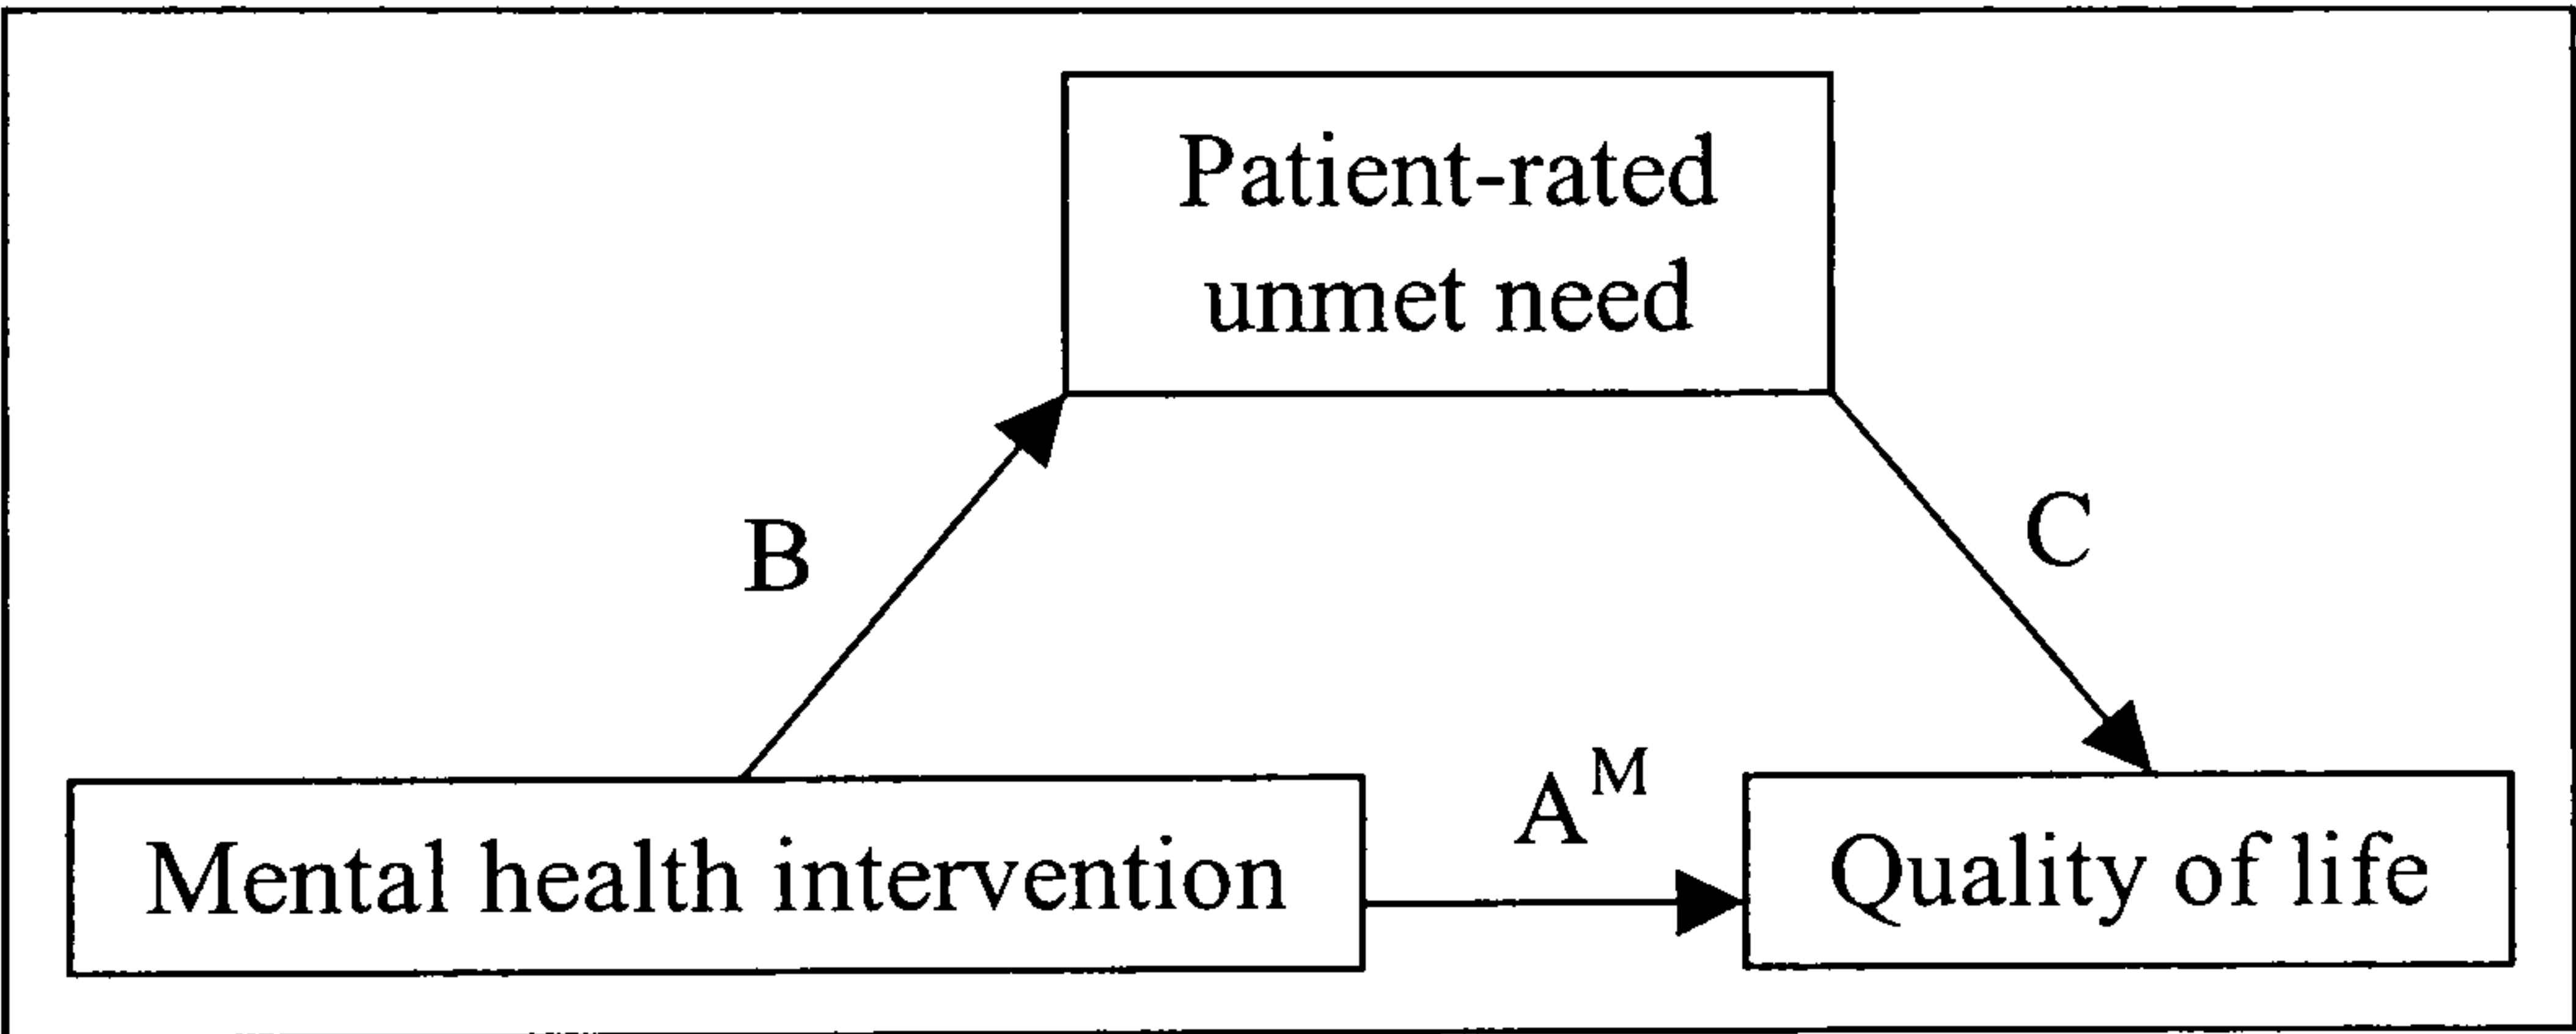 Patient-rated
unmet need
B
C
A^M
Mental health intervention
Quality of life